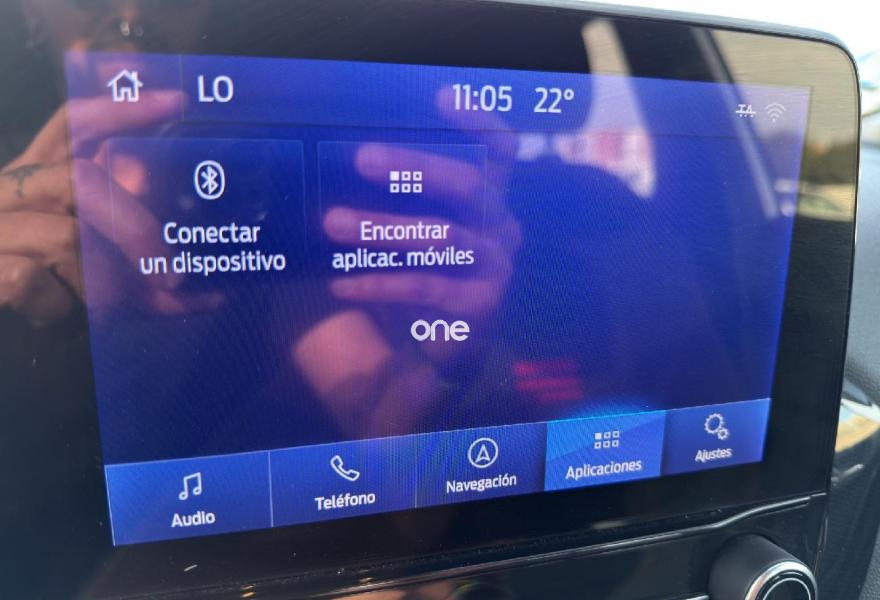 LO
11:05 22°
Conectar
un dispositivo
Encontrar
aplicac. móviles
one
Audio
Teléfono
Navegación
Aplicaciones
Ajustes